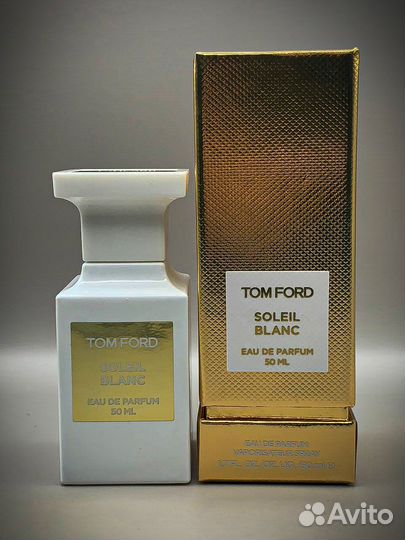 TOM FORD
SOLEIL
BLANC
EAU DE PARFUM
50 ML
TOM FORD
SOLEIL
BLANC
EAU DE PARFUM
50 ML
EAU DE PARFUM
VAPORISATEUR SPRAY
Avito